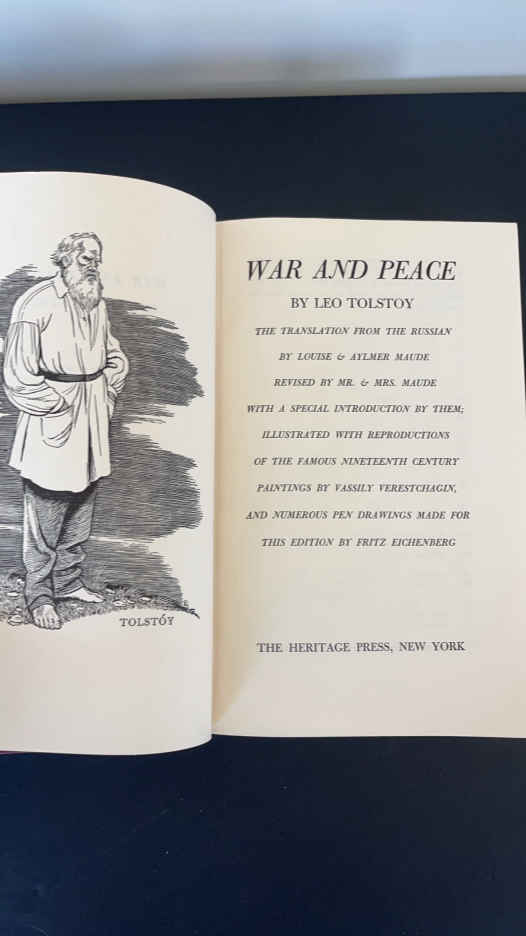 TOLSTÓY
WAR AND PEACE
BY LEO TOLSTOY
THE TRANSLATION FROM THE RUSSIAN
BY LOUISE & AYLMER MAUDE
REVISED BY MR. & MRS. MAUDE
WITH A SPECIAL INTRODUCTION BY THEM;
ILLUSTRATED WITH REPRODUCTIONS
OF THE FAMOUS NINETEENTH CENTURY
PAINTINGS BY VASSILY VERESTCHAGIN,
AND NUMEROUS PEN DRAWINGS MADE FOR
THIS EDITION BY FRITZ EICHENBERG
THE HERITAGE PRESS, NEW YORK